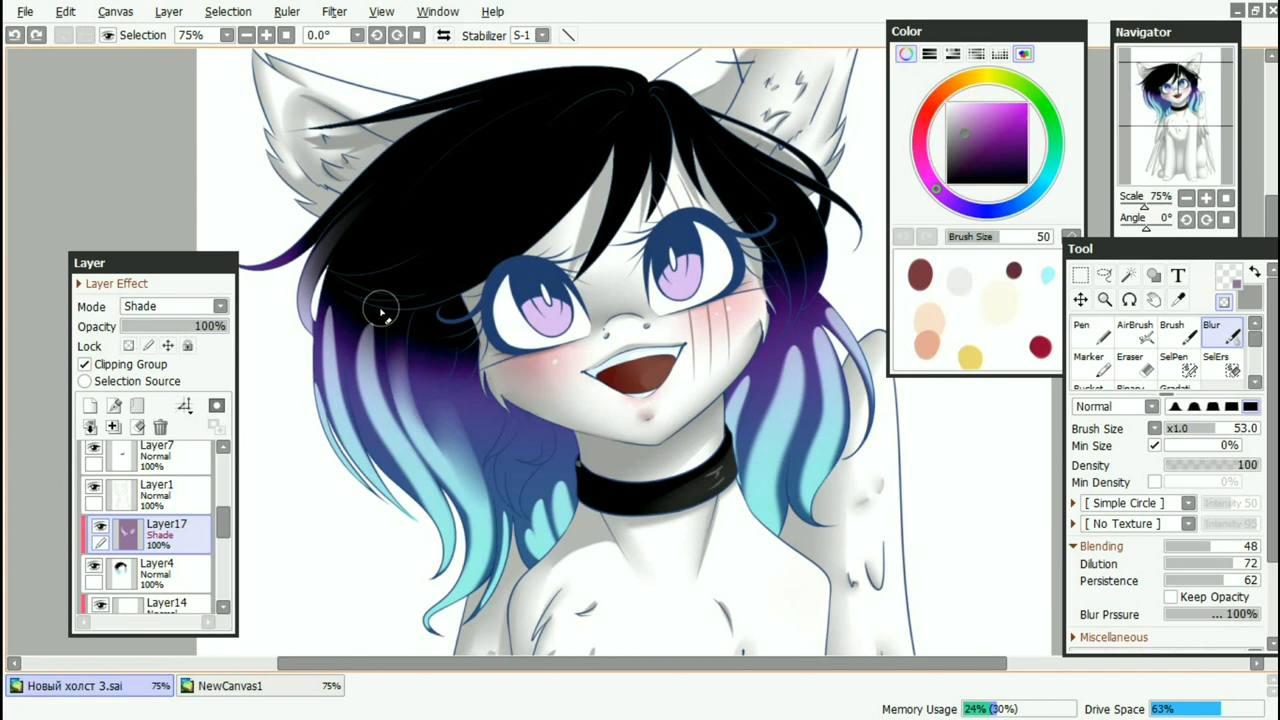 File Edit Canvas Layer Selection Ruler Filter View Window Help
Selection 75% 0.0° Stabilizer S-1
Color
Brush Size 50
Navigator
Scale 75%
Angle 0°
Layer
Layer Effect
Mode Shade
Opacity 100%
Lock
Clipping Group
Selection Source
Layer7
Normal
100%
Layer1
Normal
100%
Layer17
Shade
100%
Layer4
Normal
100%
Layer14
Tool
T
Pen AirBrush Brush Blur
Marker Eraser SelPen SelErs
Normal
Brush Size x1.0 53.0
Min Size 0%
Density 100
Min Density 0%
[ Simple Circle ] Intensity 50
[ No Texture ] Intensity 95
Blending 48
Dilution 72
Persistence 62
Keep Opacity
Blur Prssure ... 100%
Miscellaneous
Новый холст 3.sai 75% NewCanvas1 75%
Memory Usage 24% (30%) Drive Space 63%